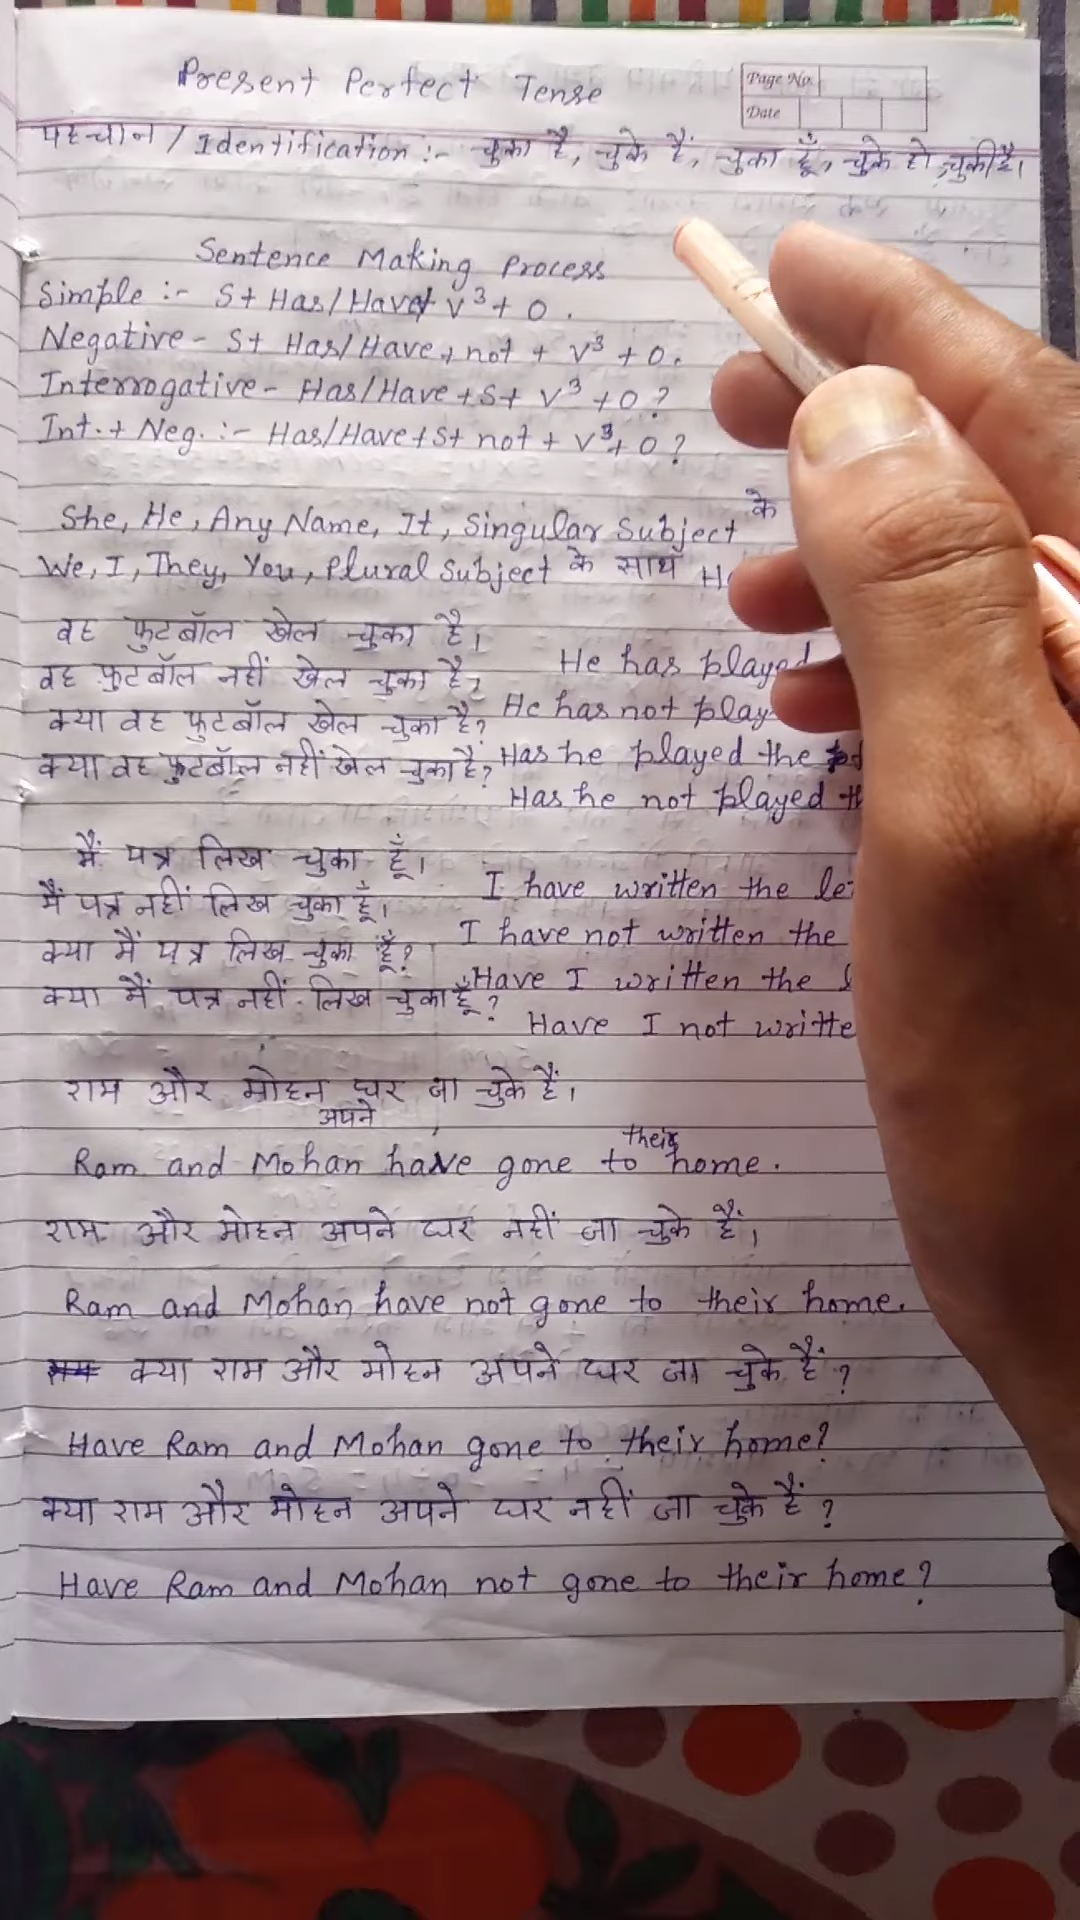 Present Perfect Tense
Page No.
Date
पहचान / Identification :- चुका है, चुके हैं, चुका हूँ, चुके हो, चुकी है।
Sentence Making Process
Simple :- S+ Has/Have+ V3 + O.
Negative - S+ Has/Have + not + V3 + O.
Interrogative - Has/Have + S + V3 + O?
Int. + Neg. :- Has/Have + S + not + V3 + O?
She, He, Any Name, It, Singular Subject के
We, I, They, You, Plural Subject के साथ
वह फुटबॉल खेल चुका है।
He has played
वह फुटबॉल नहीं खेल चुका है,
He has not play
क्या वह फुटबॉल खेल चुका है?
Has he played the
क्या वह फुटबॉल नहीं खेल चुका है?
Has he not played
मैं पत्र लिख चुका हूँ।
I have written the
मैं पत्र नहीं लिख चुका हूँ।
I have not written the
क्या मैं पत्र लिख चुका हूँ?
Have I written the
क्या मैं पत्र नहीं लिख चुका हूँ?
Have I not writte
राम और मोहन घर जा चुके हैं।
अपने
their
Ram and Mohan have gone to home.
राम और मोहन अपने घर नहीं जा चुके हैं।
Ram and Mohan have not gone to their home.
क्या राम और मोहन अपने घर जा चुके हैं?
Have Ram and Mohan gone to their home?
क्या राम और मोहन अपने घर नहीं जा चुके हैं?
Have Ram and Mohan not gone to their home?